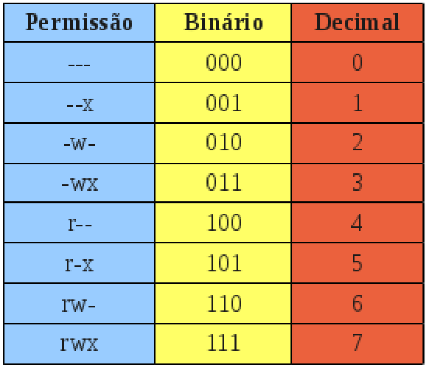 Permissão Binário Decimal
--- 000 0
--x 001 1
-w- 010 2
-wx 011 3
r-- 100 4
r-x 101 5
rw- 110 6
rwx 111 7